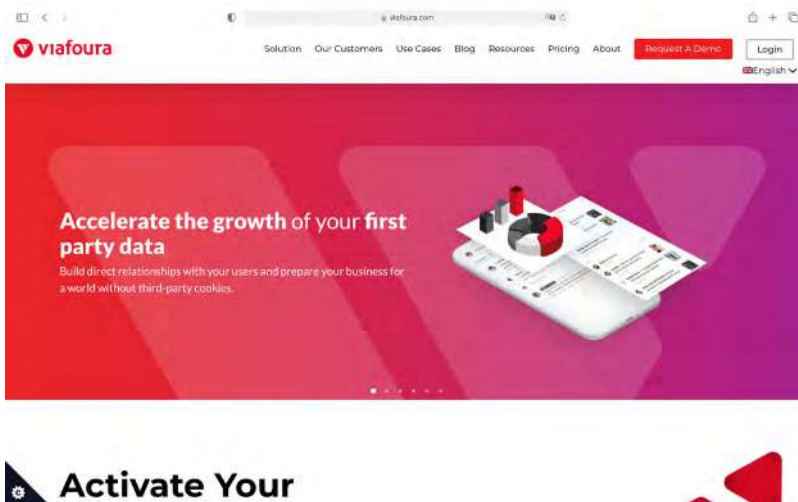 viafoura.com
viafoura
Solution Our Customers Use Cases Blog Resources Pricing About Request A Demo Login
English
Accelerate the growth of your first
party data
Build direct relationships with your users and prepare your business for
a world without third-party cookies.
Activate Your